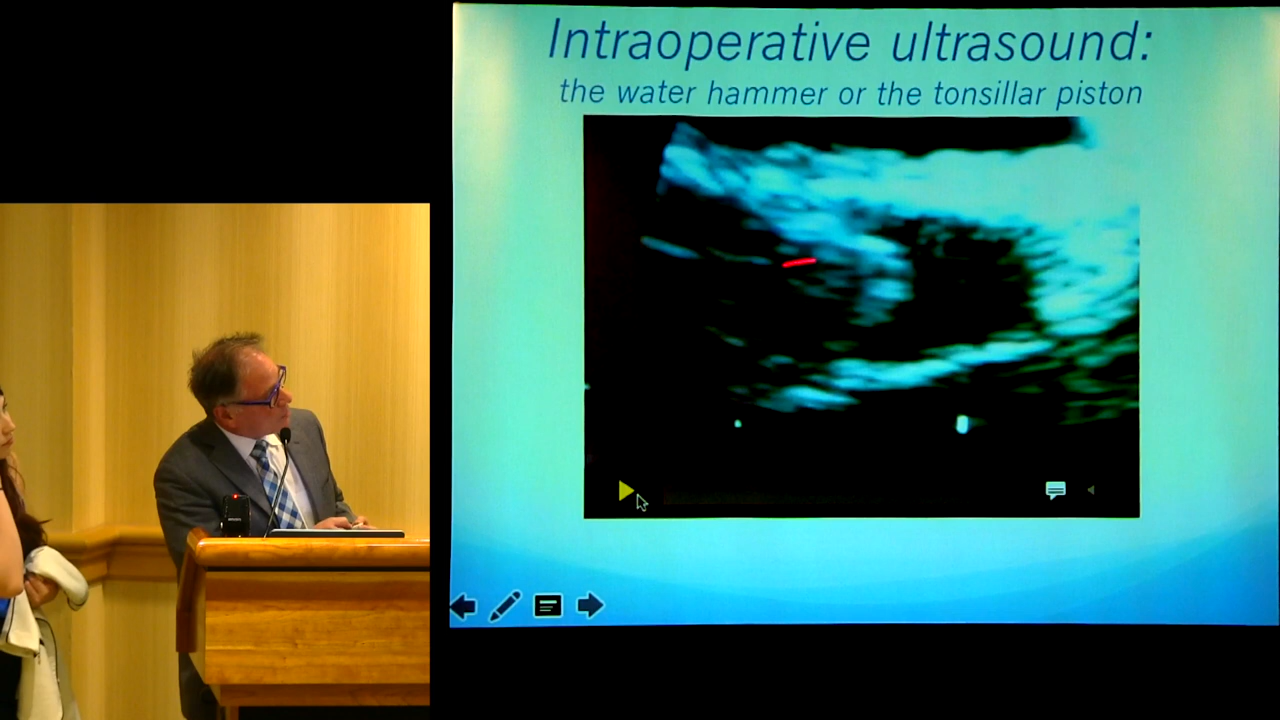 Intraoperative ultrasound:
the water hammer or the tonsillar piston